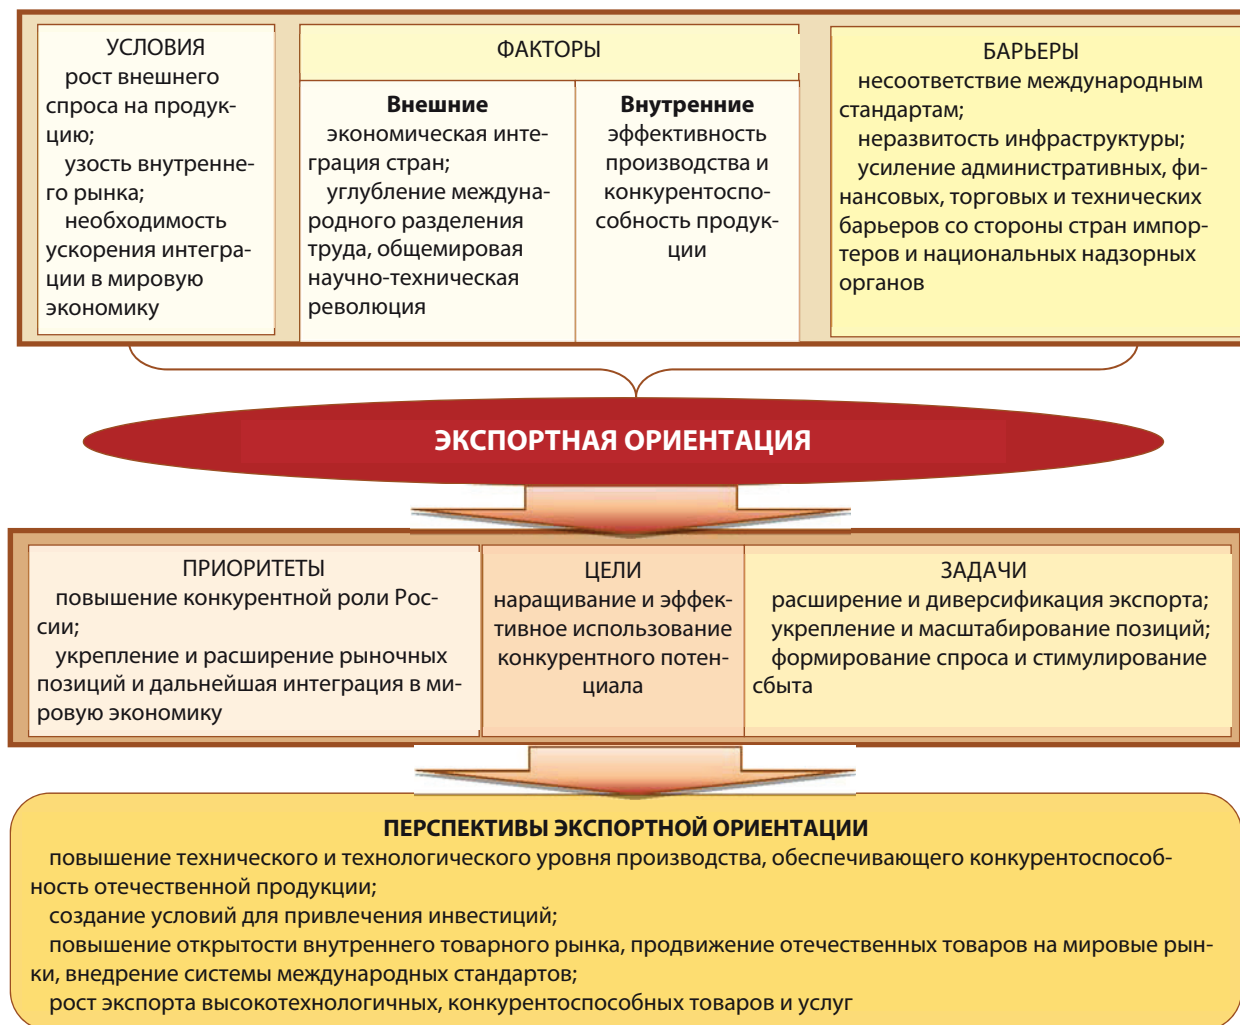 УСЛОВИЯ
рост внешнего
спроса на продук-
цию;
узость внутренне-
го рынка;
необходимость
ускорения интегра-
ции в мировую
экономику
ФАКТОРЫ
Внешние
экономическая инте-
грация стран;
углубление междуна-
родного разделения
труда, общемировая
научно-техническая
революция
Внутренние
эффективность
производства и
конкурентоспо-
собность продук-
ции
БАРЬЕРЫ
несоответствие международным
стандартам;
неразвитость инфраструктуры;
усиление административных, фи-
нансовых, торговых и технических
барьеров со стороны стран импор-
теров и национальных надзорных
органов
ЭКСПОРТНАЯ ОРИЕНТАЦИЯ
ПРИОРИТЕТЫ
повышение конкурентной роли Рос-
сии;
укрепление и расширение рыночных
позиций и дальнейшая интеграция в ми-
ровую экономику
ЦЕЛИ
наращивание и эффек-
тивное использование
конкурентного потен-
циала
ЗАДАЧИ
расширение и диверсификация экспорта;
укрепление и масштабирование позиций;
формирование спроса и стимулирование
сбыта
ПЕРСПЕКТИВЫ ЭКСПОРТНОЙ ОРИЕНТАЦИИ
повышение технического и технологического уровня производства, обеспечивающего конкурентоспособ-
ность отечественной продукции;
создание условий для привлечения инвестиций;
повышение открытости внутреннего товарного рынка, продвижение отечественных товаров на мировые рын-
ки, внедрение системы международных стандартов;
рост экспорта высокотехнологичных, конкурентоспособных товаров и услуг